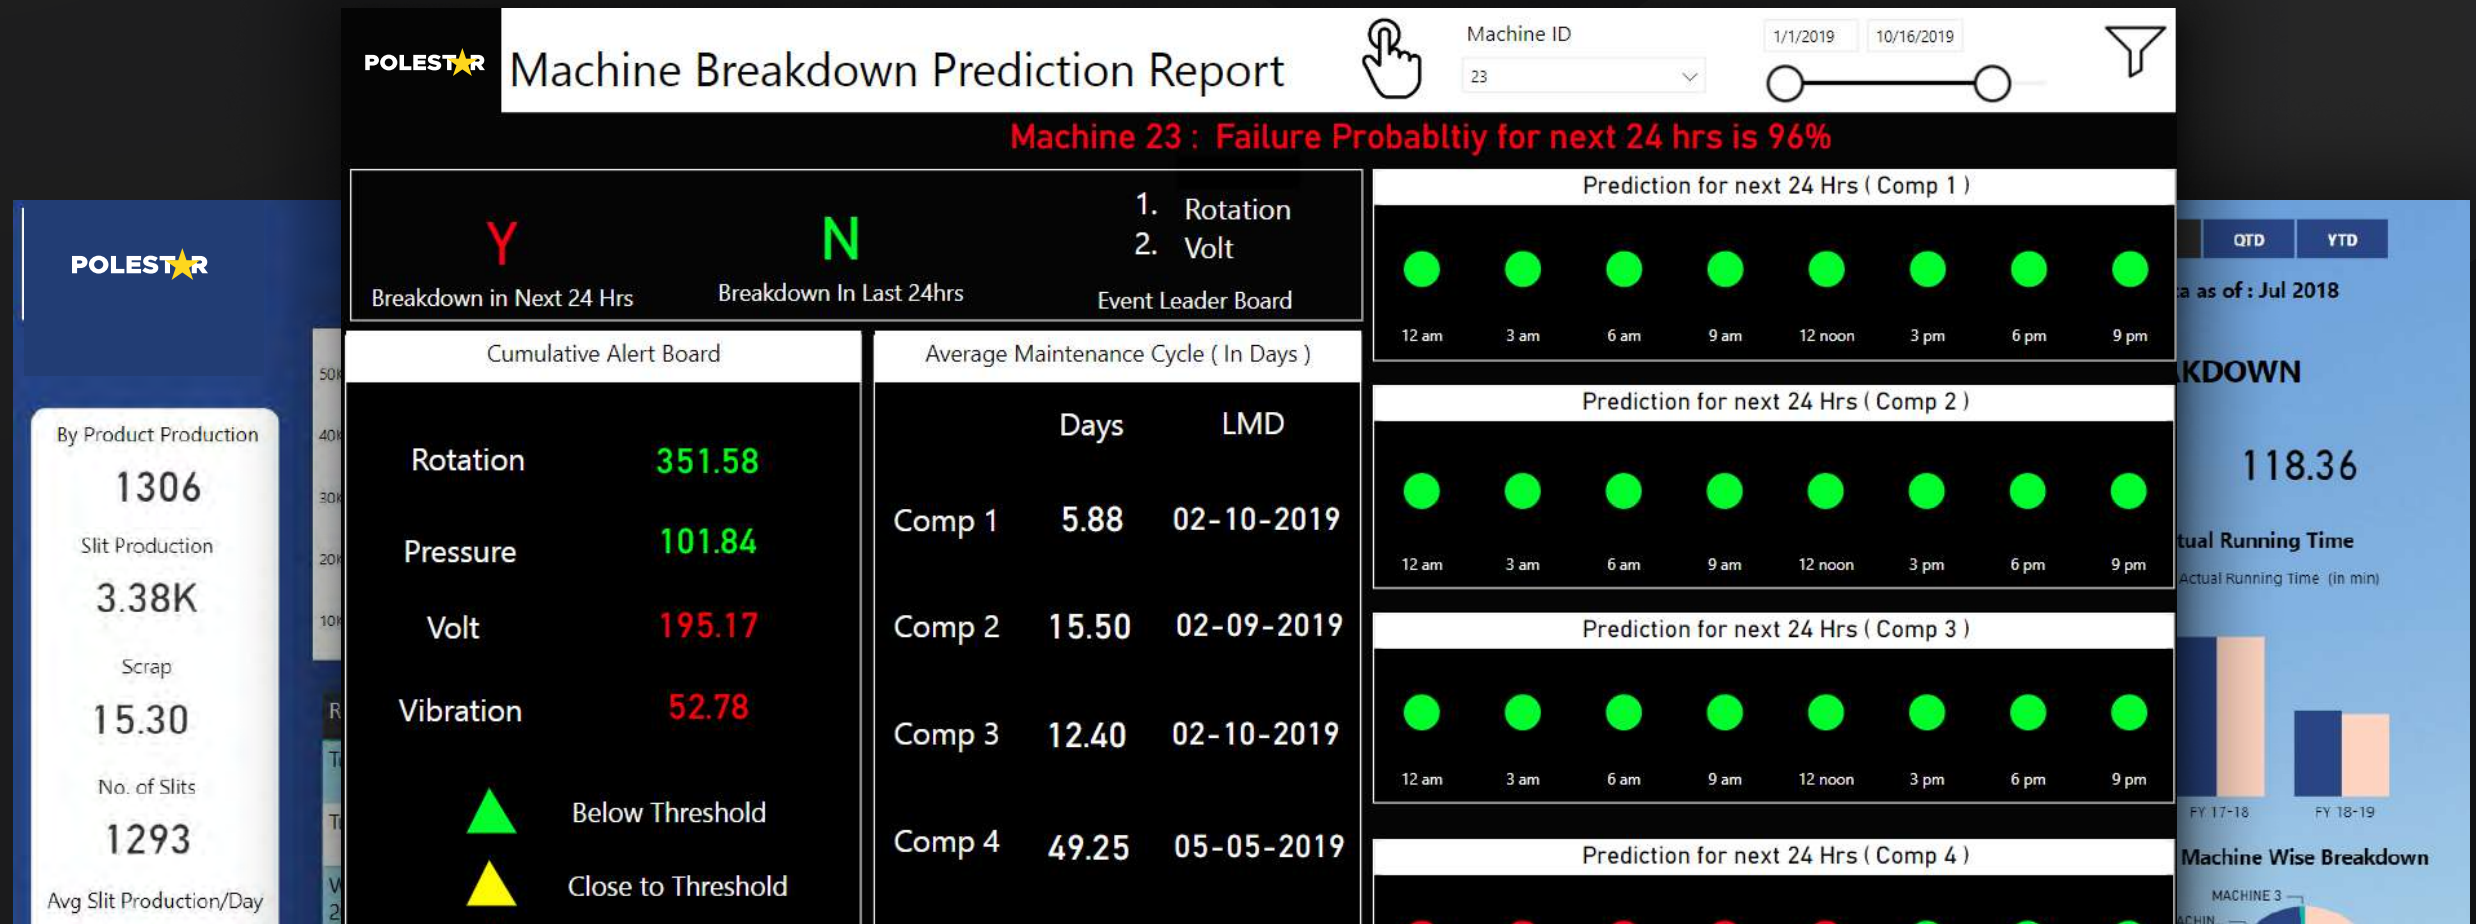 POLESTAR
Machine Breakdown Prediction Report
Machine ID
23
1/1/2019
10/16/2019
Machine 23 : Failure Probabltiy for next 24 hrs is 96%
Y
Breakdown in Next 24 Hrs
N
Breakdown In Last 24hrs
1. Rotation
2. Volt
Event Leader Board
Cumulative Alert Board
Rotation 351.58
Pressure 101.84
Volt 195.17
Vibration 52.78
Below Threshold
Close to Threshold
Average Maintenance Cycle ( In Days )
Days LMD
Comp 1 5.88 02-10-2019
Comp 2 15.50 02-09-2019
Comp 3 12.40 02-10-2019
Comp 4 49.25 05-05-2019
Prediction for next 24 Hrs ( Comp 1 )
12 am 3 am 6 am 9 am 12 noon 3 pm 6 pm 9 pm
Prediction for next 24 Hrs ( Comp 2 )
12 am 3 am 6 am 9 am 12 noon 3 pm 6 pm 9 pm
Prediction for next 24 Hrs ( Comp 3 )
12 am 3 am 6 am 9 am 12 noon 3 pm 6 pm 9 pm
Prediction for next 24 Hrs ( Comp 4 )
POLESTAR
By Product Production
1306
Slit Production
3.38K
Scrap
15.30
No. of Slits
1293
Avg Slit Production/Day
50K
40K
30K
20K
10K
QTD
YTD
as of : Jul 2018
KDOWN
118.36
tual Running Time
Actual Running Time (in min)
FY 17-18
FY 18-19
Machine Wise Breakdown
MACHINE 3